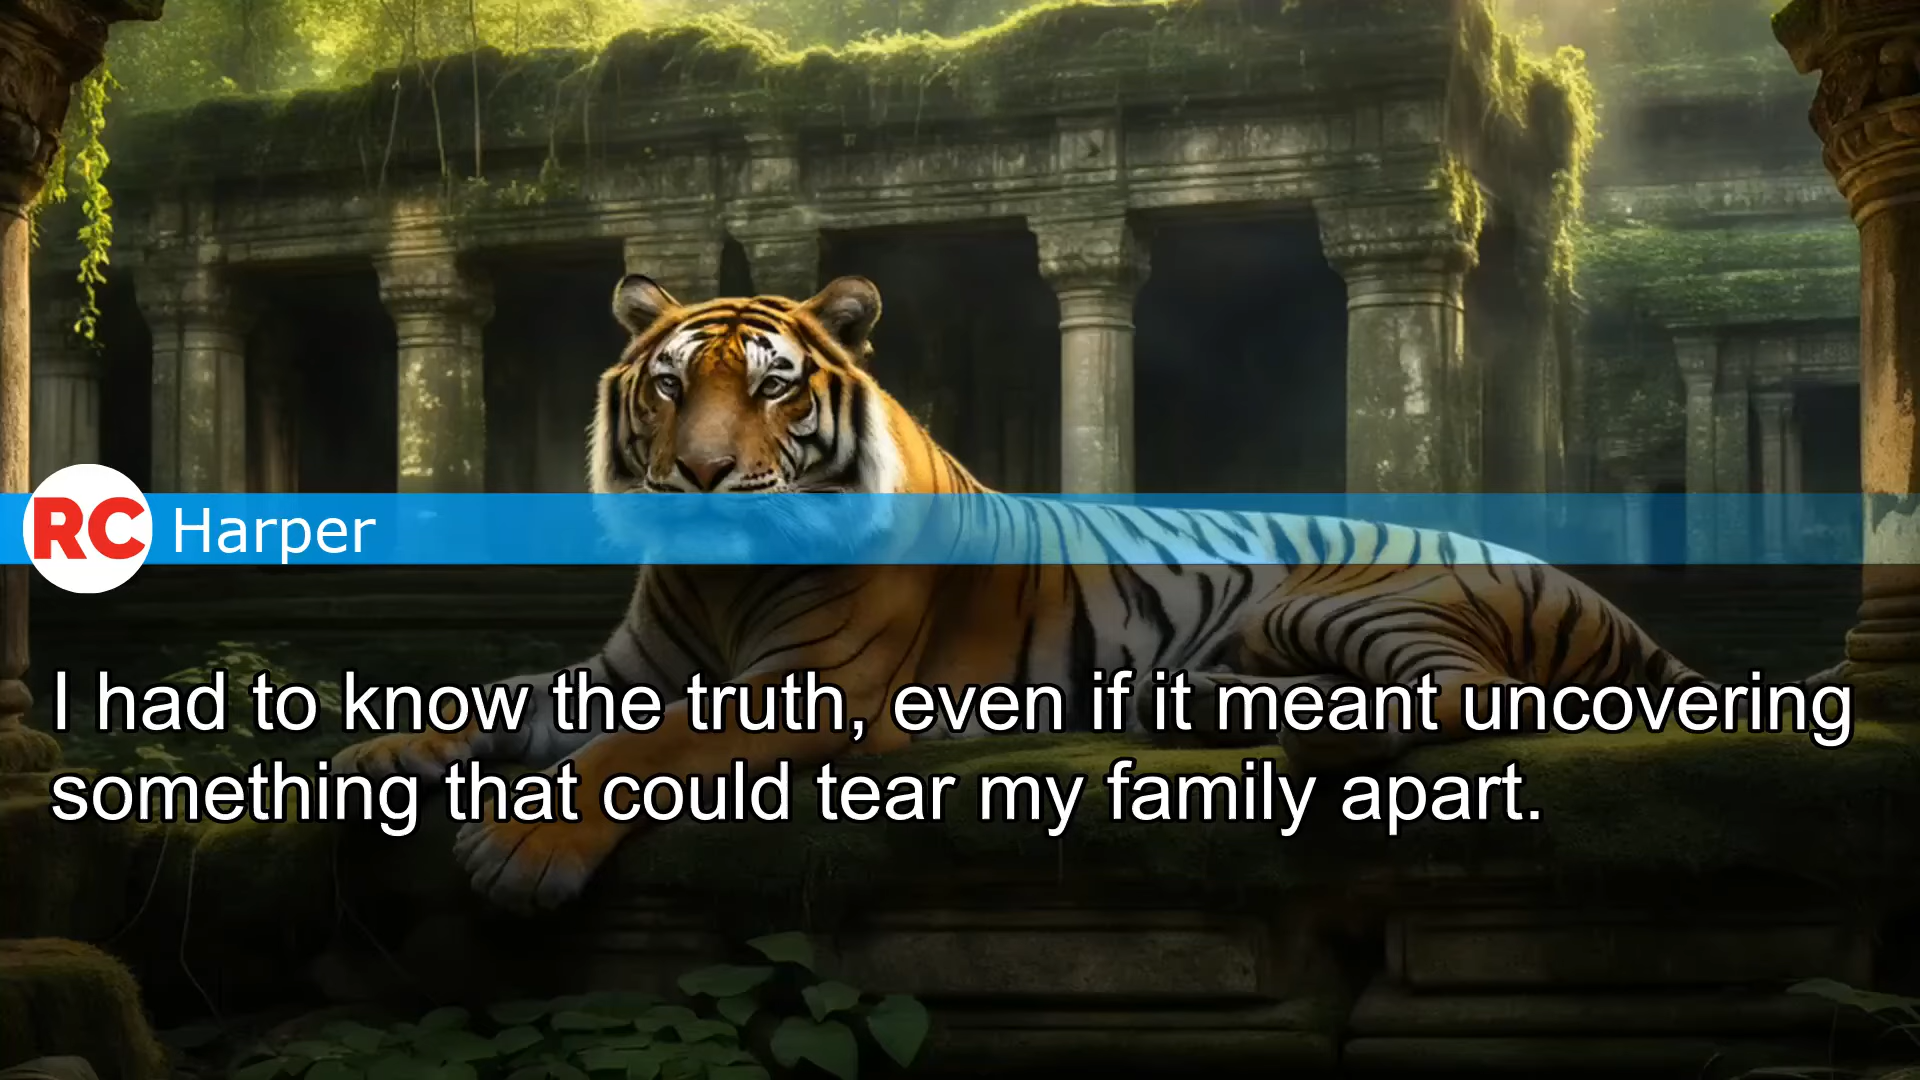 RC Harper
I had to know the truth, even if it meant uncovering
something that could tear my family apart.